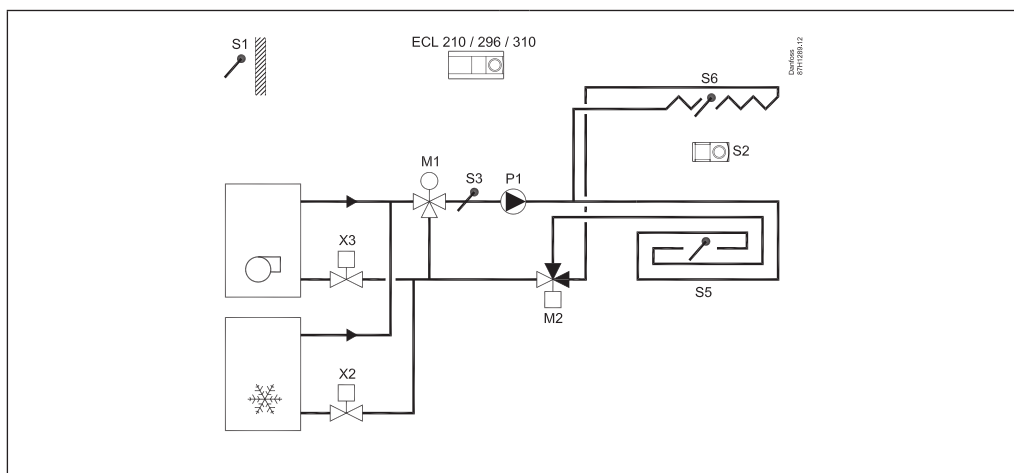 S1
ECL 210 / 296 / 310
Danfoss
87H1289.12
S6
S2
M1
S3
P1
X3
S5
M2
X2